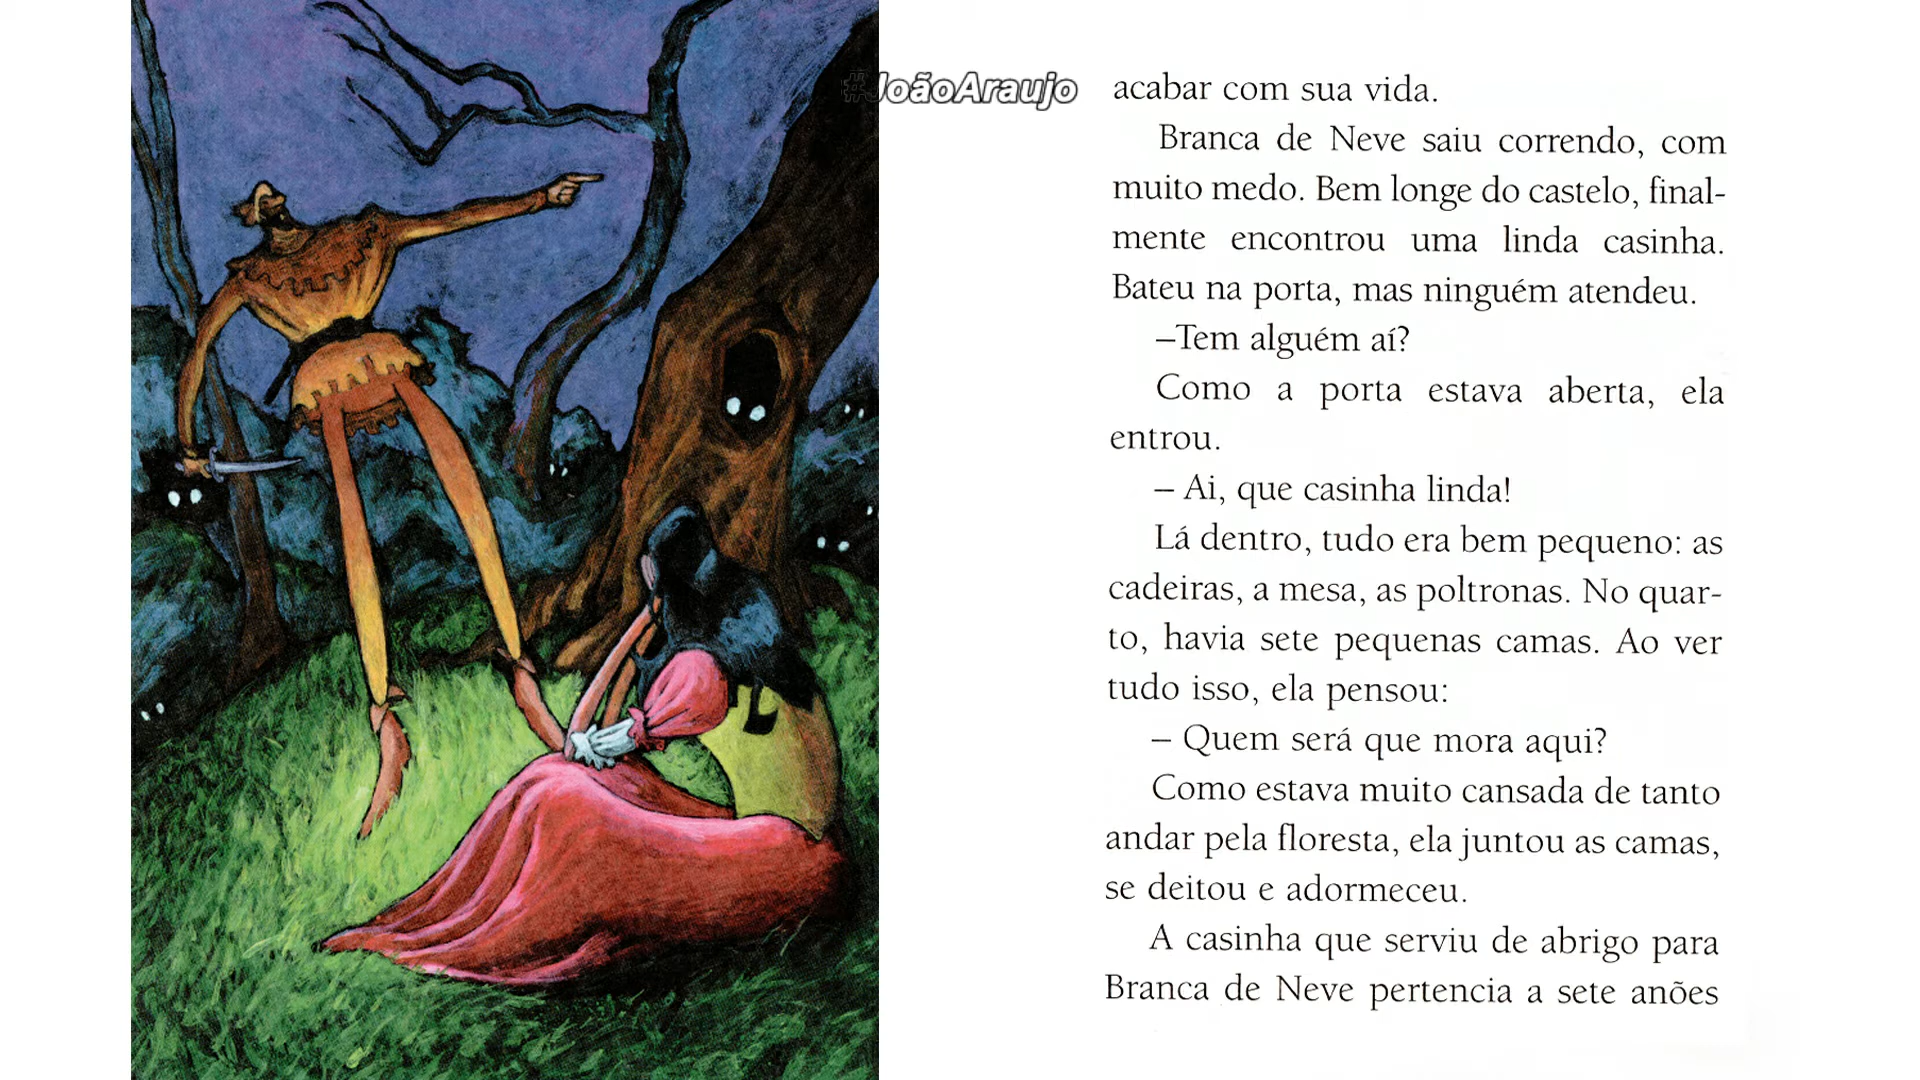 #JoãoAraujo
acabar com sua vida.
Branca de Neve saiu correndo, com
muito medo. Bem longe do castelo, final-
mente encontrou uma linda casinha.
Bateu na porta, mas ninguém atendeu.
–Tem alguém aí?
Como a porta estava aberta, ela
entrou.
– Ai, que casinha linda!
Lá dentro, tudo era bem pequeno: as
cadeiras, a mesa, as poltronas. No quar-
to, havia sete pequenas camas. Ao ver
tudo isso, ela pensou:
– Quem será que mora aqui?
Como estava muito cansada de tanto
andar pela floresta, ela juntou as camas,
se deitou e adormeceu.
A casinha que serviu de abrigo para
Branca de Neve pertencia a sete anões